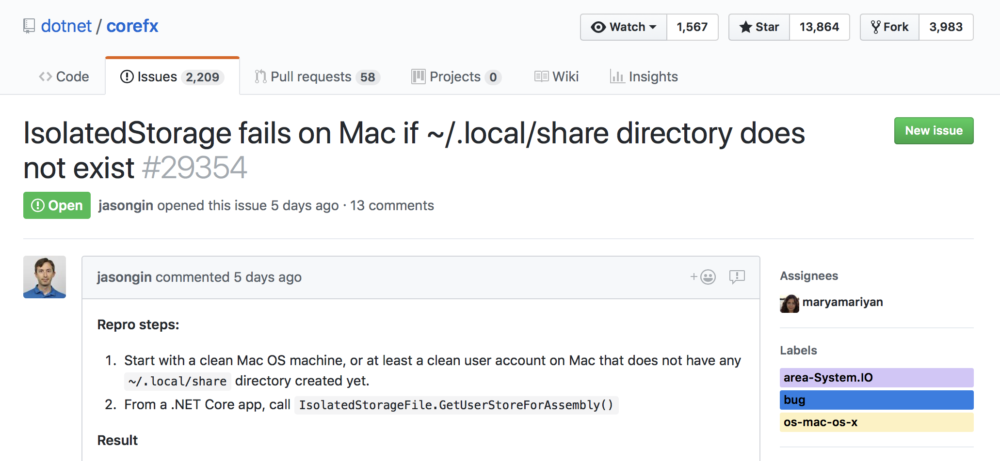 dotnet / corefx
Watch 1,567 Star 13,864 Fork 3,983
Code Issues 2,209 Pull requests 58 Projects 0 Wiki Insights
IsolatedStorage fails on Mac if ~/.local/share directory does
not exist #29354
New issue
Open jasongin opened this issue 5 days ago · 13 comments
jasongin commented 5 days ago
Repro steps:
1. Start with a clean Mac OS machine, or at least a clean user account on Mac that does not have any
~/.local/share directory created yet.
2. From a .NET Core app, call IsolatedStorageFile.GetUserStoreForAssembly()
Result
Assignees
maryamariyan
Labels
area-System.IO
bug
os-mac-os-x